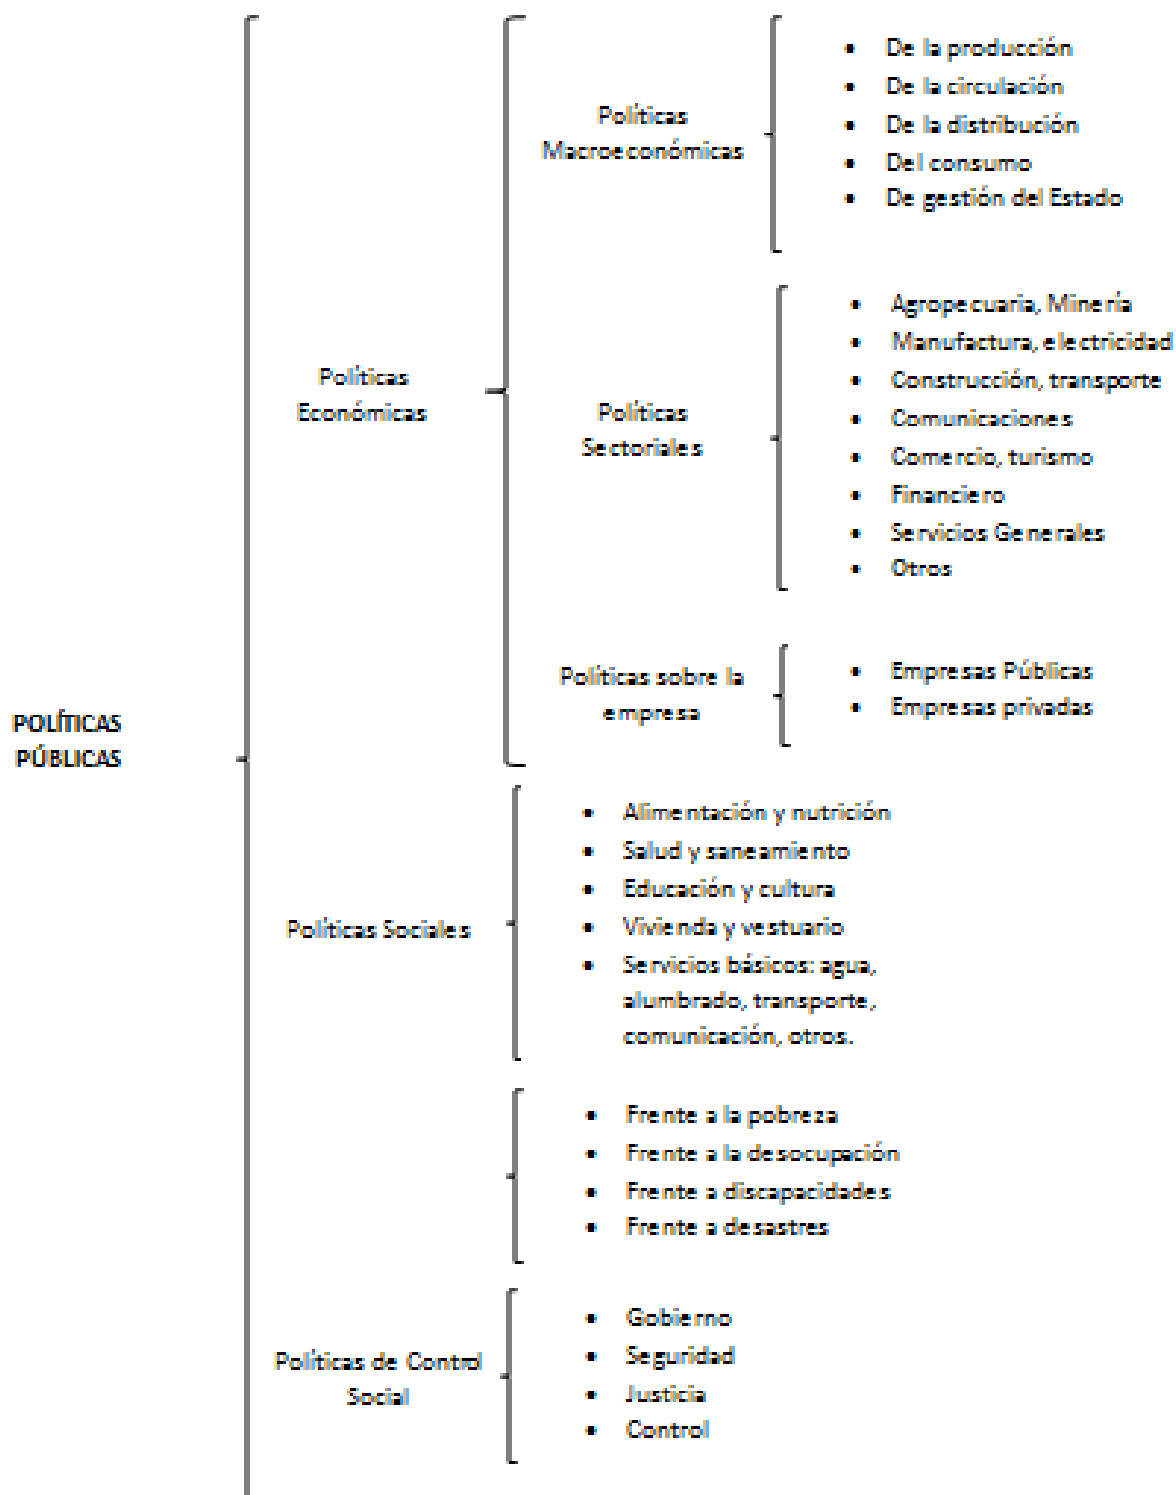 POLÍTICAS
PÚBLICAS
Políticas
Económicas
Políticas
Macroeconómicas
• De la producción
• De la circulación
• De la distribución
• Del consumo
• De gestión del Estado
Políticas
Sectoriales
• Agropecuaria, Minería
• Manufactura, electricidad
• Construcción, transporte
• Comunicaciones
• Comercio, turismo
• Financiero
• Servicios Generales
• Otros
Políticas sobre la
empresa
• Empresas Públicas
• Empresas privadas
Políticas Sociales
• Alimentación y nutrición
• Salud y saneamiento
• Educación y cultura
• Vivienda y vestuario
• Servicios básicos: agua,
alumbrado, transporte,
comunicación, otros.
• Frente a la pobreza
• Frente a la desocupación
• Frente a discapacidades
• Frente a desastres
Políticas de Control
Social
• Gobierno
• Seguridad
• Justicia
• Control